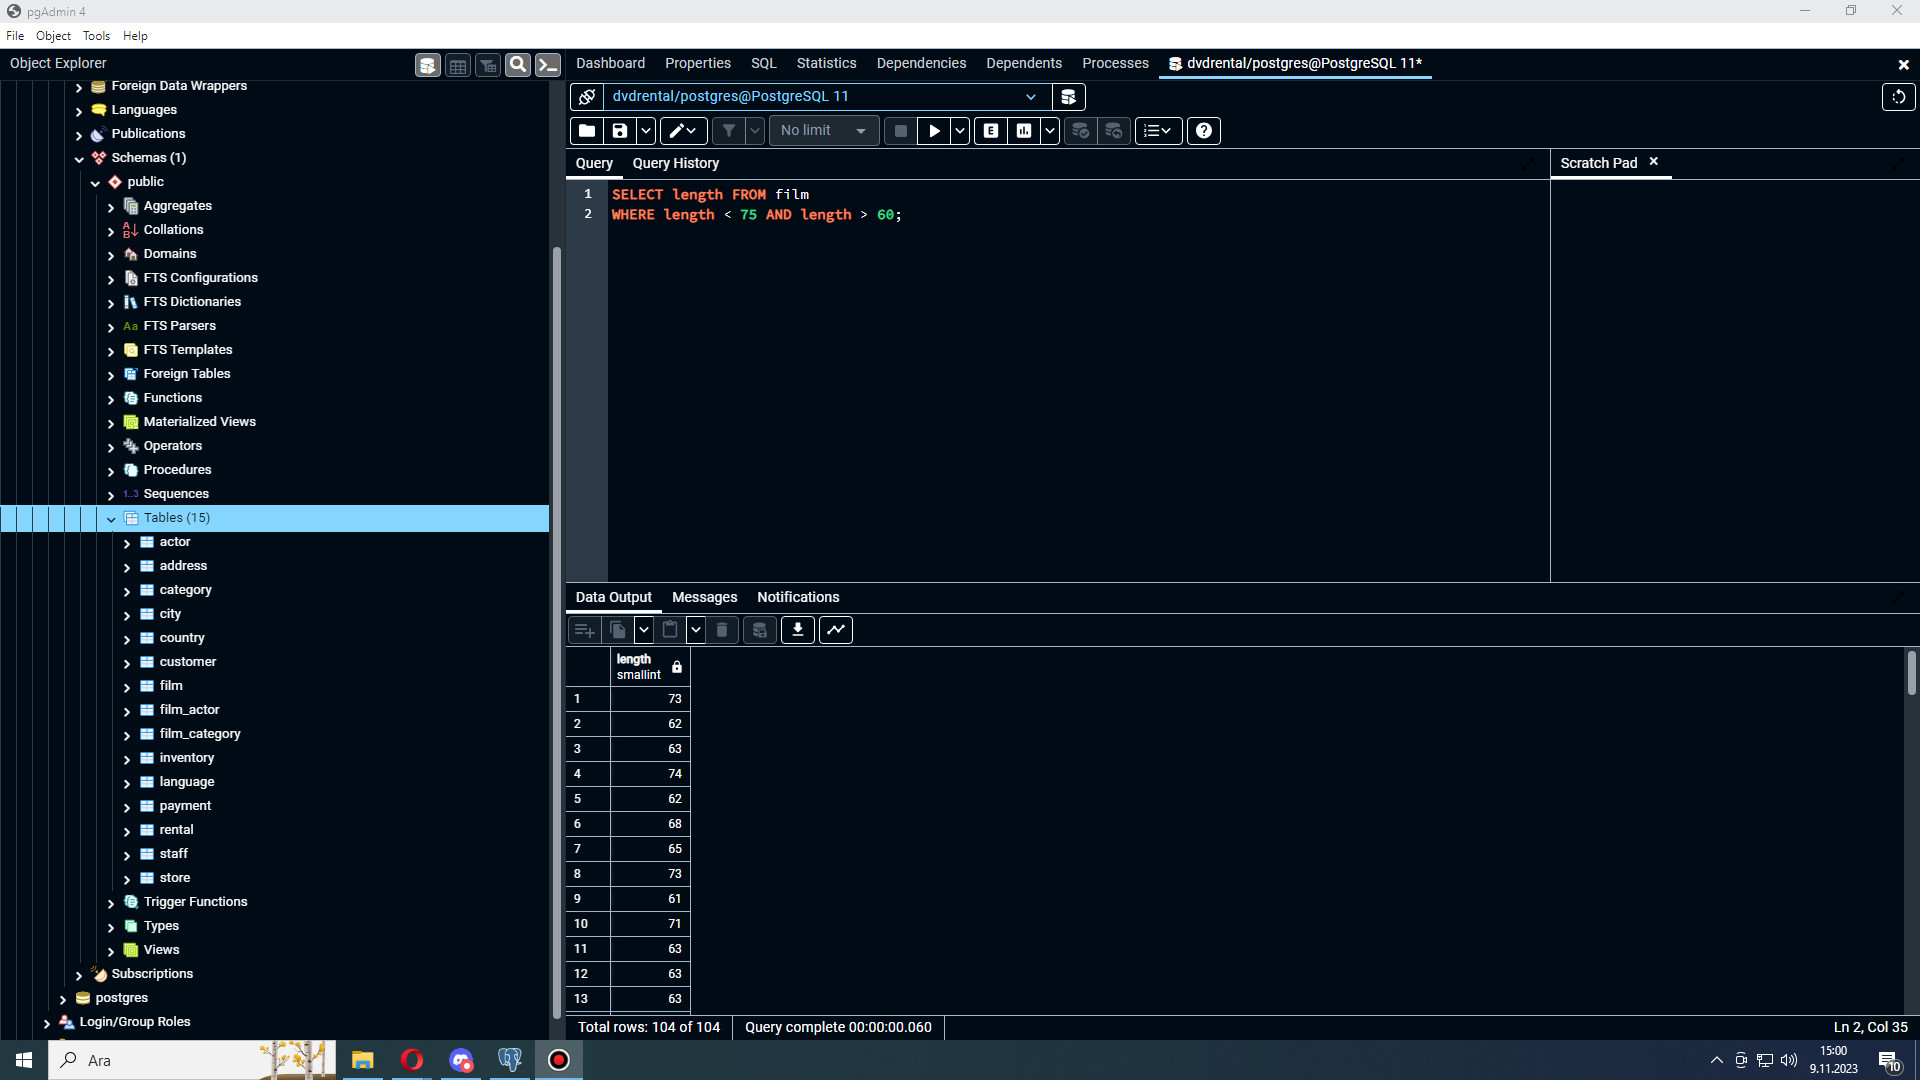 pgAdmin 4
File Object Tools Help
Object Explorer
Dashboard Properties SQL Statistics Dependencies Dependents Processes dvdrental/postgres@PostgreSQL 11*
dvdrental/postgres@PostgreSQL 11
No limit
E
Query Query History
Scratch Pad
1 SELECT length FROM film
2 WHERE length < 75 AND length > 60;
Foreign Data Wrappers
Languages
Publications
Schemas (1)
public
Aggregates
Collations
Domains
FTS Configurations
FTS Dictionaries
Aa FTS Parsers
FTS Templates
Foreign Tables
Functions
Materialized Views
Operators
Procedures
1..3 Sequences
Tables (15)
actor
address
category
city
country
customer
film
film_actor
film_category
inventory
language
payment
rental
staff
store
Trigger Functions
Types
Views
Subscriptions
postgres
Login/Group Roles
Data Output Messages Notifications
length
smallint
1 73
2 62
3 63
4 74
5 62
6 68
7 65
8 73
9 61
10 71
11 63
12 63
13 63
Total rows: 104 of 104 Query complete 00:00:00.060 Ln 2, Col 35
Ara
15:00
9.11.2023
10